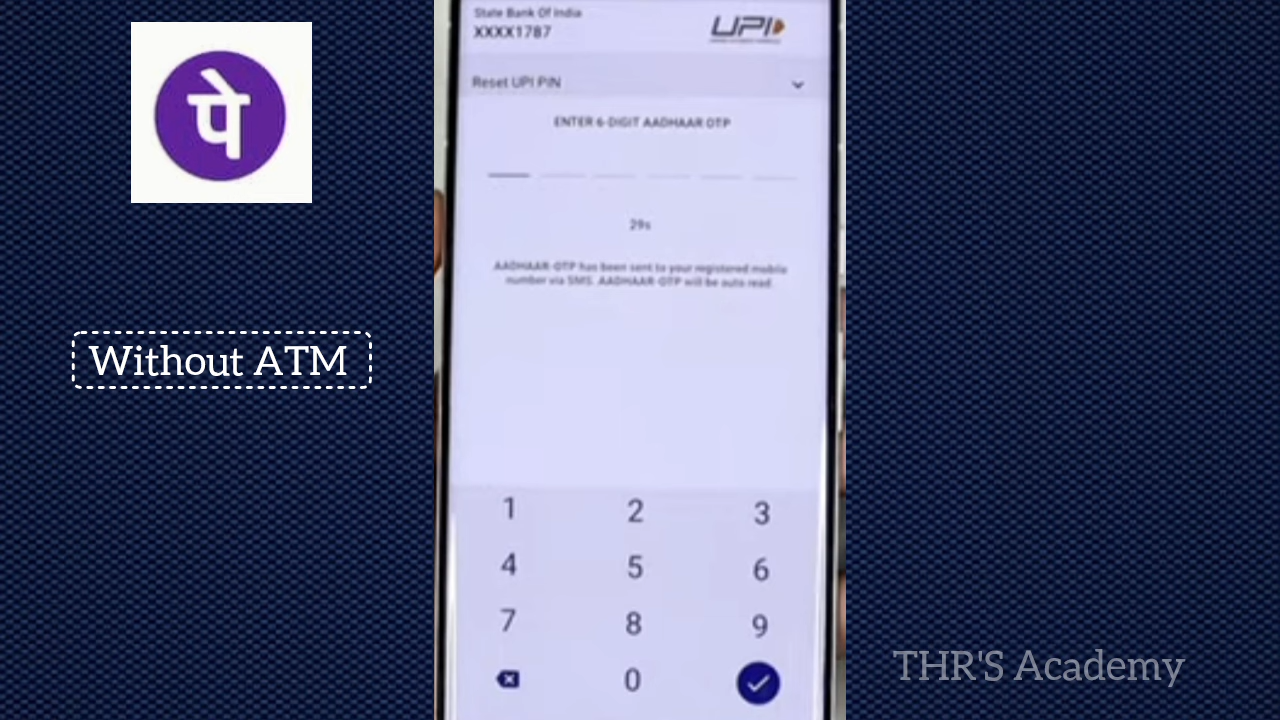 पे
Without ATM
State Bank Of India
XXXX1787
UPI
Reset UPI PIN
ENTER 6-DIGIT AADHAAR OTP
29s
AADHAAR-OTP has been sent to your registered mobile
number via SMS. AADHAAR-OTP will be auto read.
1 2 3
4 5 6
7 8 9
0
THR'S Academy